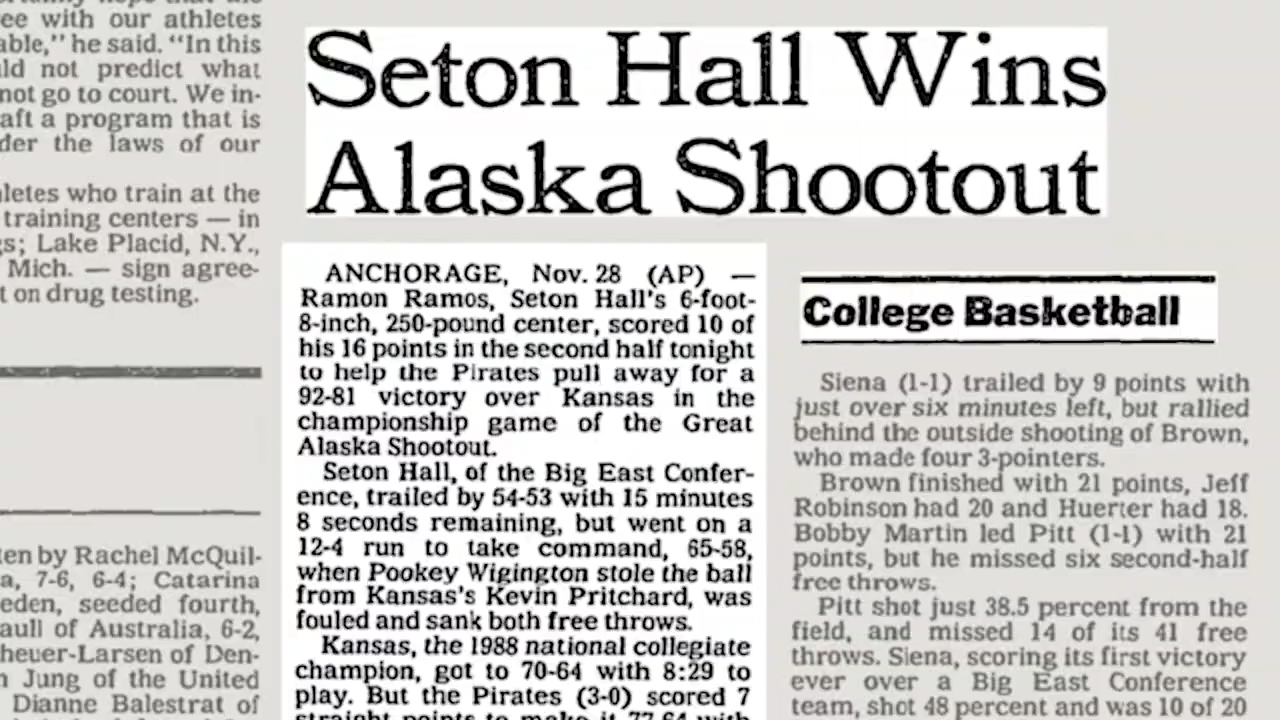 ee with our athletes
able," he said. "In this
ld not predict what
not go to court. We in-
aft a program that is
der the laws of our
letes who train at the
training centers — in
gs; Lake Placid, N.Y.,
Mich. — sign agree-
t on drug testing.
ten by Rachel McQuil-
a, 7-6, 6-4; Catarina
eden, seeded fourth,
ault of Australia, 6-2,
heuer-Larsen of Den-
n Jung of the United
Dianne Balestrat of
Seton Hall Wins
Alaska Shootout
ANCHORAGE, Nov. 28 (AP) —
Ramon Ramos, Seton Hall's 6-foot-
8-inch, 250-pound center, scored 10 of
his 16 points in the second half tonight
to help the Pirates pull away for a
92-81 victory over Kansas in the
championship game of the Great
Alaska Shootout.
Seton Hall, of the Big East Confer-
ence, trailed by 54-53 with 15 minutes
8 seconds remaining, but went on a
12-4 run to take command, 65-58,
when Pookey Wigington stole the ball
from Kansas's Kevin Pritchard, was
fouled and sank both free throws.
Kansas, the 1988 national collegiate
champion, got to 70-64 with 8:29 to
play. But the Pirates (3-0) scored 7
straight points to make it 77-64 with
College Basketball
Siena (1-1) trailed by 9 points with
just over six minutes left, but rallied
behind the outside shooting of Brown,
who made four 3-pointers.
Brown finished with 21 points, Jeff
Robinson had 20 and Huerter had 18.
Bobby Martin led Pitt (1-1) with 21
points, but he missed six second-half
free throws.
Pitt shot just 38.5 percent from the
field, and missed 14 of its 41 free
throws. Siena, scoring its first victory
ever over a Big East Conference
team, shot 48 percent and was 10 of 20